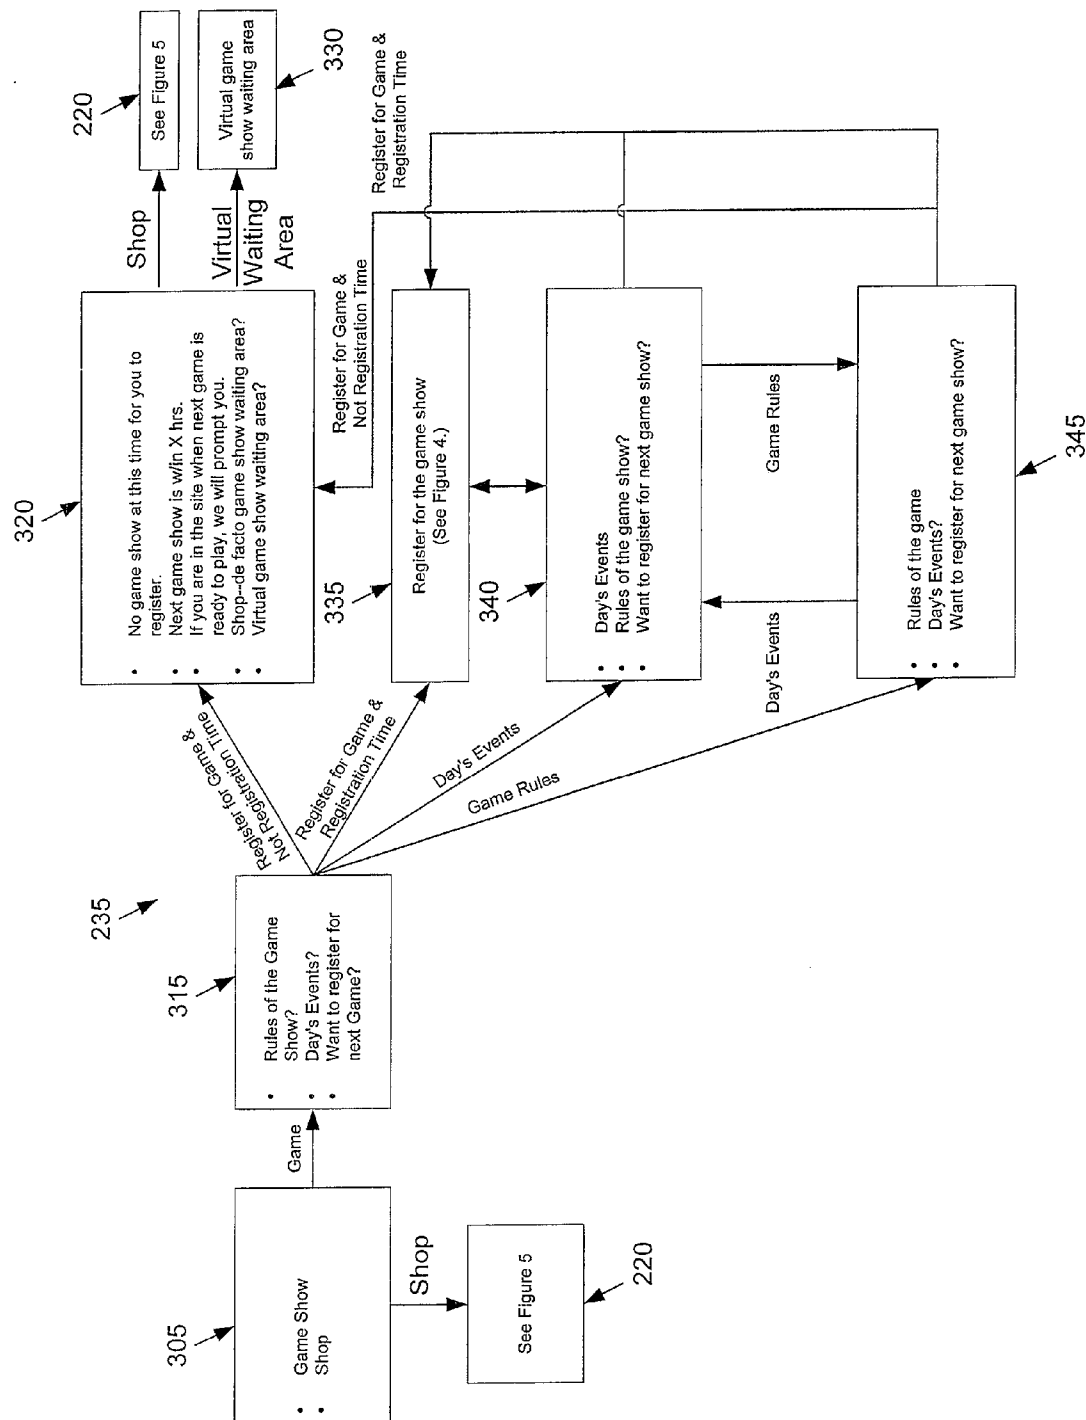 305
• Game Show
• Shop
Game
Shop
See Figure 5
220
235
315
• Rules of the Game
Show?
• Day's Events?
• Want to register for
next Game?
Register for Game &
Not Registration Time
Register for Game &
Registration Time
Day's Events
Game Rules
320
• No game show at this time for you to
register.
• Next game show is w/in X hrs.
• If you are in the site when next game is
ready to play, we will prompt you.
• Shop--de facto game show waiting area?
• Virtual game show waiting area?
Shop
220
See Figure 5
Virtual
Waiting
Area
330
Virtual game
show waiting area
Register for Game &
Not Registration Time
Register for Game &
Registration Time
335
Register for the game show
(See Figure 4.)
340
• Day's Events
• Rules of the game show?
• Want to register for next game show?
Day's Events
Game Rules
345
• Rules of the game
• Day's Events?
• Want to register for next game show?